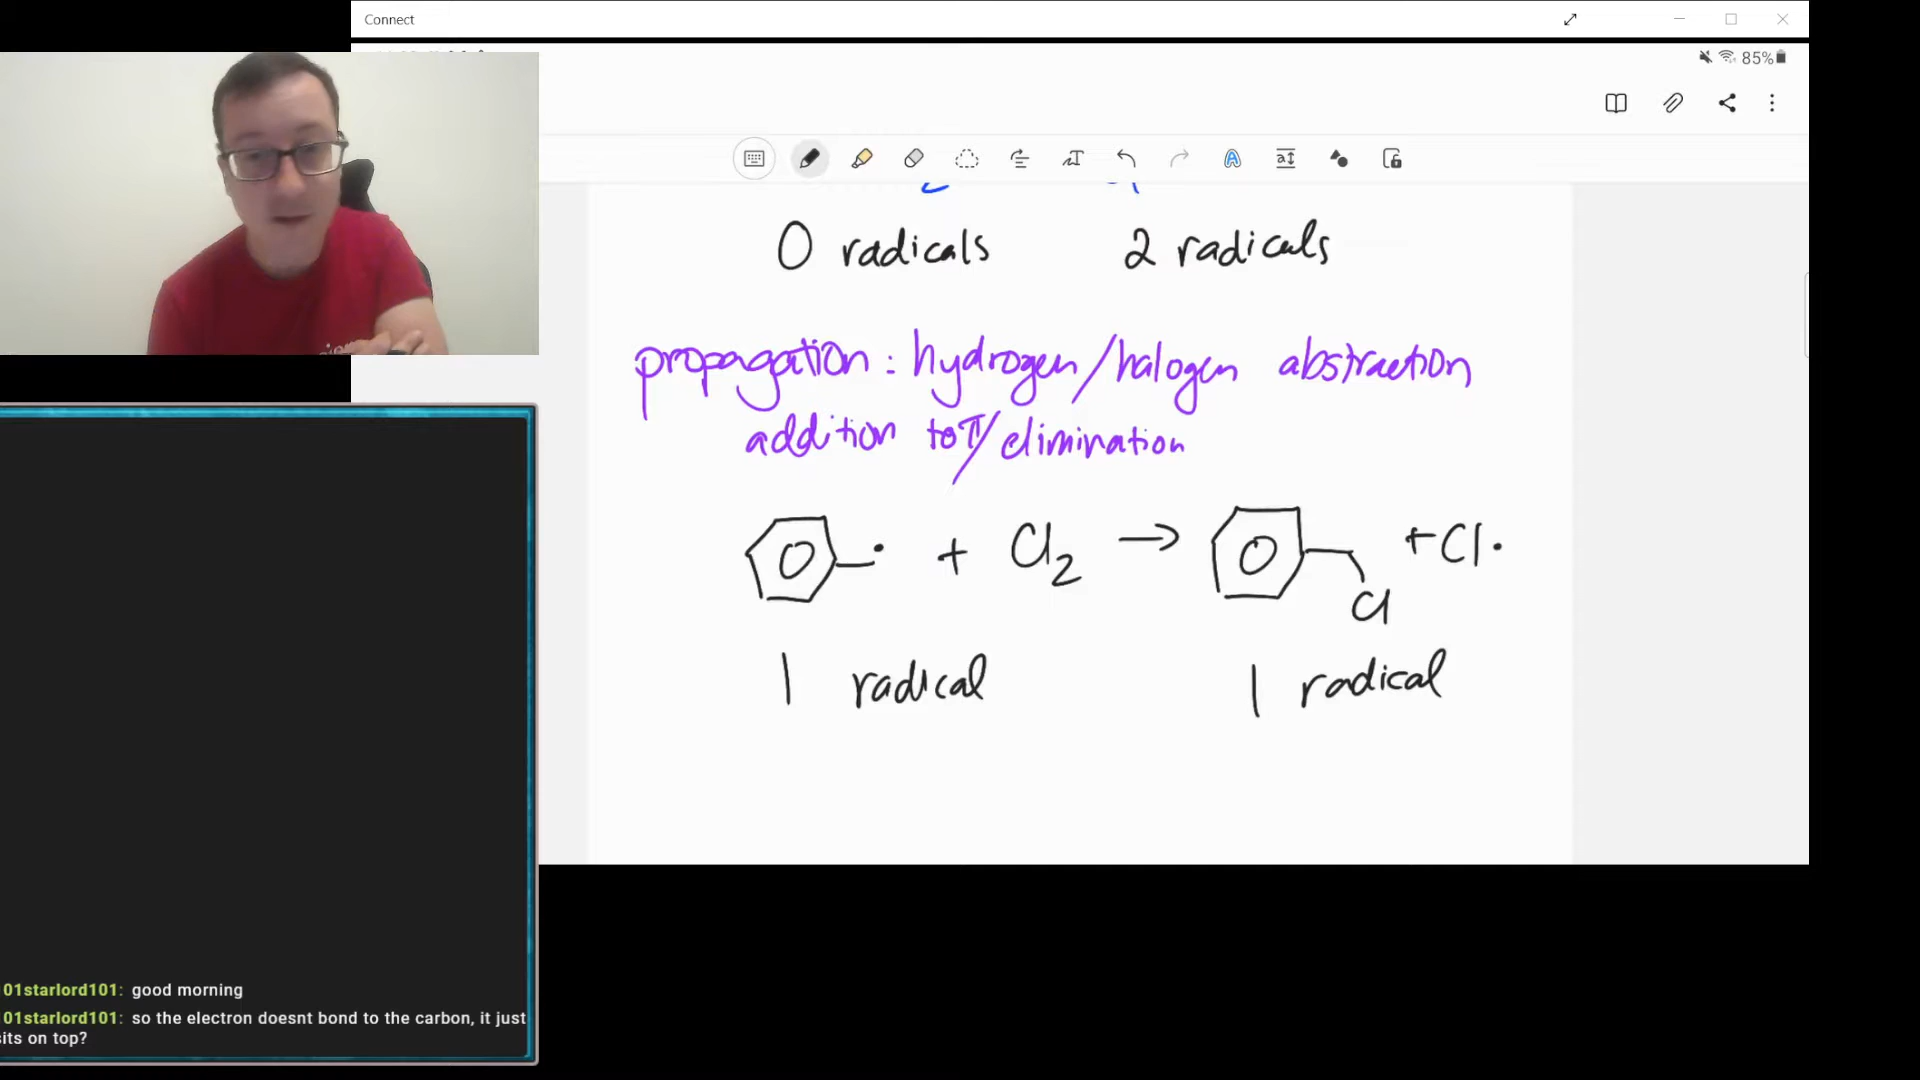 Connect
85%
0 radicals 2 radicals
propagation: hydrogen/halogen abstraction
addition to π/elimination
+ Cl2 → + Cl·
Cl
1 radical 1 radical
01starlord101: good morning
01starlord101: so the electron doesnt bond to the carbon, it just
sits on top?